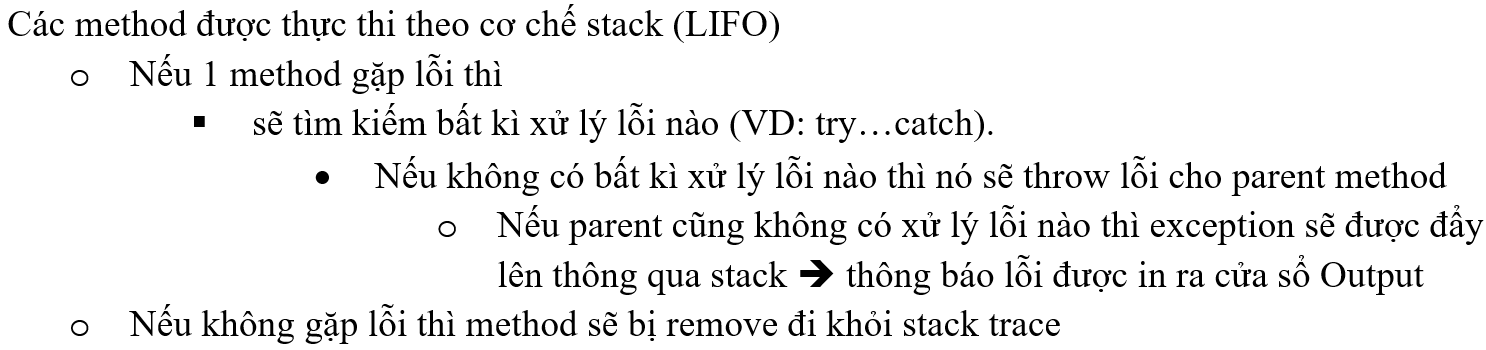 Các method được thực thi theo cơ chế stack (LIFO)
o Nếu 1 method gặp lỗi thì
▪ sẽ tìm kiếm bất kì xử lý lỗi nào (VD: try…catch).
• Nếu không có bất kì xử lý lỗi nào thì nó sẽ throw lỗi cho parent method
o Nếu parent cũng không có xử lý lỗi nào thì exception sẽ được đẩy
lên thông qua stack ➔ thông báo lỗi được in ra cửa sổ Output
o Nếu không gặp lỗi thì method sẽ bị remove đi khỏi stack trace